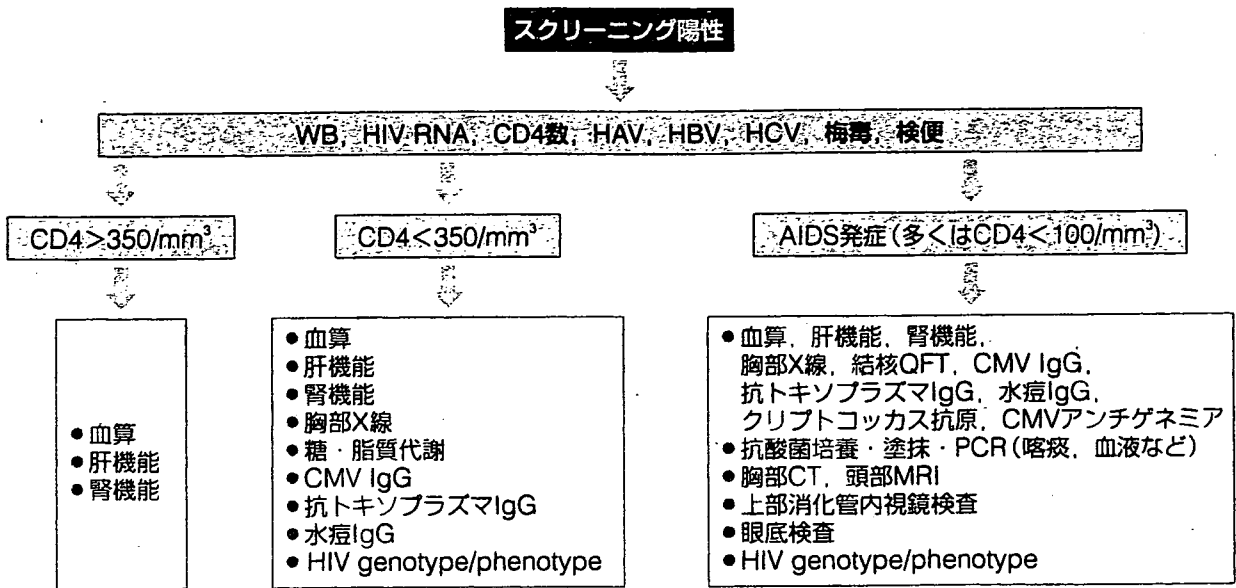 スクリーニング陽性
WB, HIV-RNA, CD4数, HAV, HBV, HCV, 梅毒, 検便
CD4>350/mm³
CD4<350/mm³
AIDS発症(多くはCD4<100/mm³)
●血算
●肝機能
●腎機能
●血算
●肝機能
●腎機能
●胸部X線
●糖・脂質代謝
●CMV IgG
●抗トキソプラズマIgG
●水痘IgG
●HIV genotype/phenotype
●血算, 肝機能, 腎機能,
胸部X線, 結核QFT, CMV IgG,
抗トキソプラズマIgG, 水痘IgG,
クリプトコッカス抗原, CMVアンチゲネミア
●抗酸菌培養・塗抹・PCR(喀痰, 血液など)
●胸部CT, 頭部MRI
●上部消化管内視鏡検査
●眼底検査
●HIV genotype/phenotype